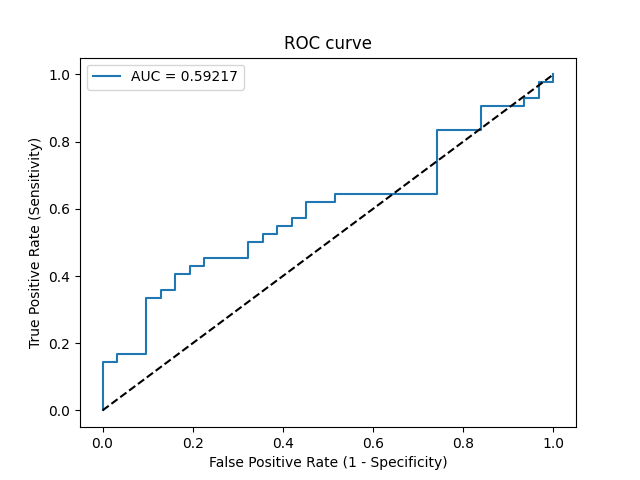 ROC curve
AUC = 0.59217
True Positive Rate (Sensitivity)
1.0
0.8
0.6
0.4
0.2
0.0
0.0 0.2 0.4 0.6 0.8 1.0
False Positive Rate (1 - Specificity)